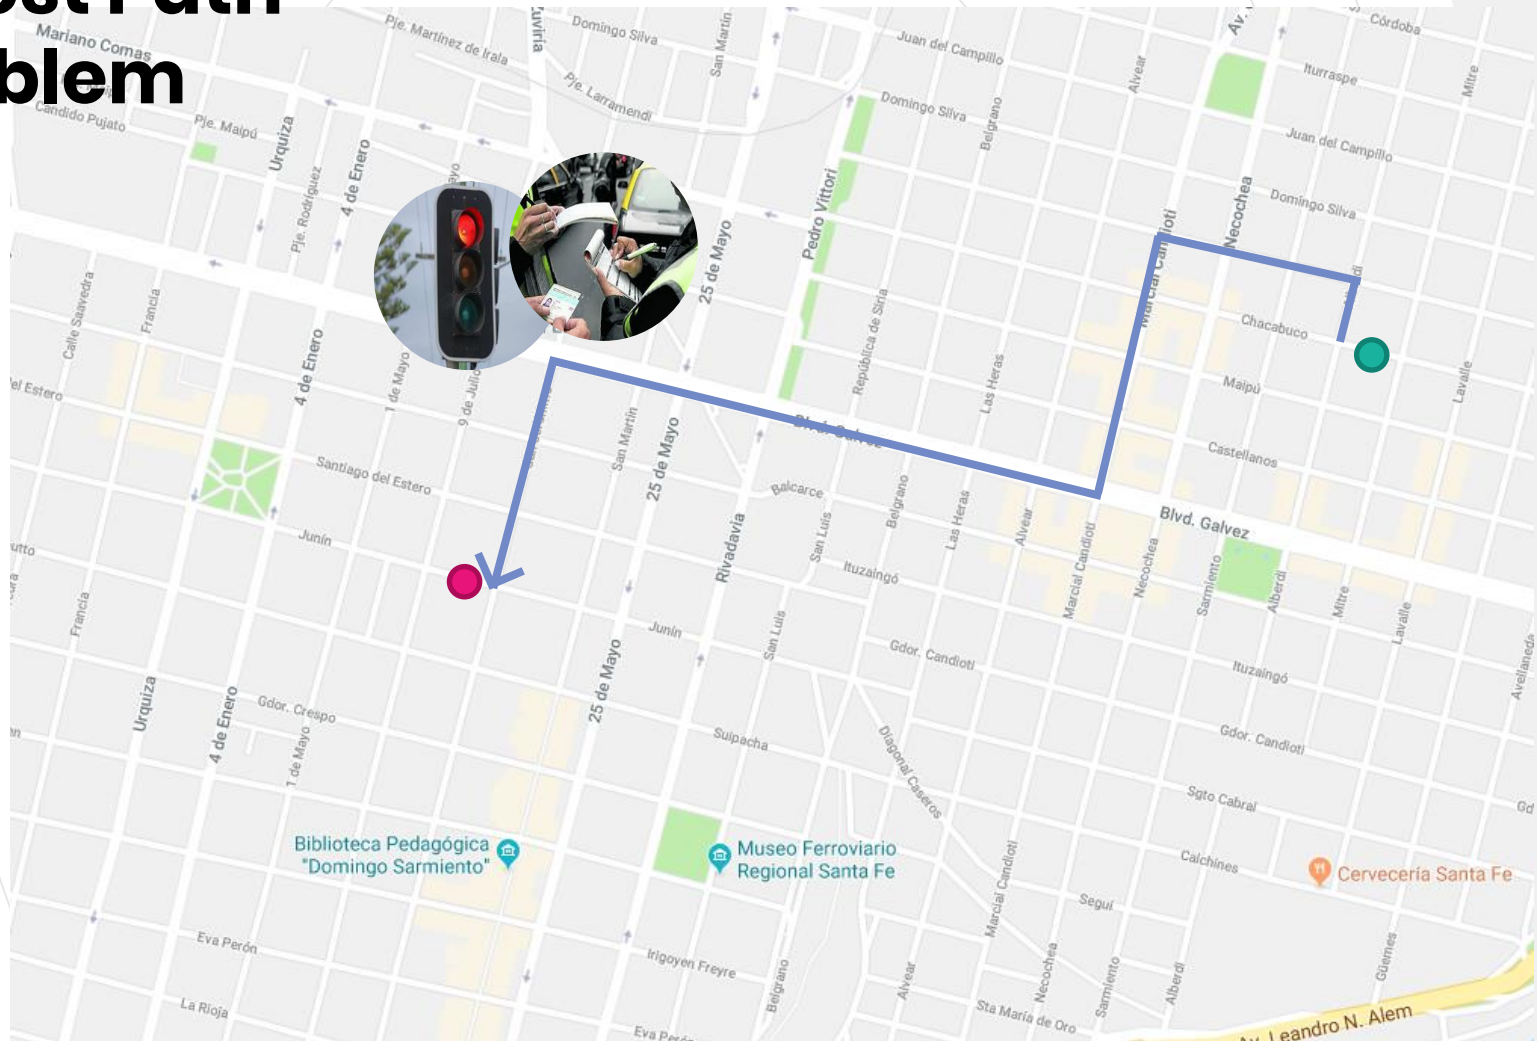 ost Path
blem
Mariano Comas
Candido Pujato
Pje. Maipú
Urquiza
Pje. Rodríguez
4 de Enero
Pje. Martínez de Irala
Zuviría
Domingo Silva
Pje. Larramendi
San Martín
25 de Mayo
Pedro Vittori
Juan del Campillo
Domingo Silva
Belgrano
Alvear
Córdoba
Iturraspe
Mitre
Juan del Campillo
Domingo Silva
Necochea
Chacabuco
Maipú
Lavalle
Castellanos
Calle Saavedra
Francia
4 de Enero
1 de Mayo
9 de Julio
San Martín
25 de Mayo
República de Siria
Las Heras
Blvd. Galvez
Santiago del Estero
Junín
Balcarce
San Luis
Belgrano
Las Heras
Alvear
Marcial Candioti
Necochea
Sarmiento
Blvd. Galvez
Alberdi
Mitre
Lavalle
Avellaneda
Rivadavia
Ituzaingó
Francia
Junín
San Luis
Gdor. Candioti
Ituzaingó
Urquiza
4 de Enero
Gdor. Crespo
1 de Mayo
25 de Mayo
Suipacha
Diagonal Caseros
Gdor. Candioti
Sgto Cabral
Gd
Biblioteca Pedagógica
"Domingo Sarmiento"
Museo Ferroviario
Regional Santa Fe
Calchines
Cervecería Santa Fe
Marcial Candioti
Seguí
Eva Perón
Irigoyen Freyre
Belgrano
Alvear
Necochea
Sarmiento
Alberdi
Güemes
La Rioja
Eva Perón
Sta María de Oro
Av. Leandro N. Alem